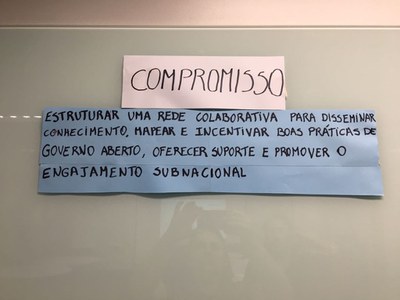 COMPROMISSO
ESTRUTURAR UMA REDE COLABORATIVA PARA DISSEMINAR
CONHECIMENTO, MAPEAR E INCENTIVAR BOAS PRÁTICAS DE
GOVERNO ABERTO, OFERECER SUPORTE E PROMOVER O
ENGAJAMENTO SUBNACIONAL